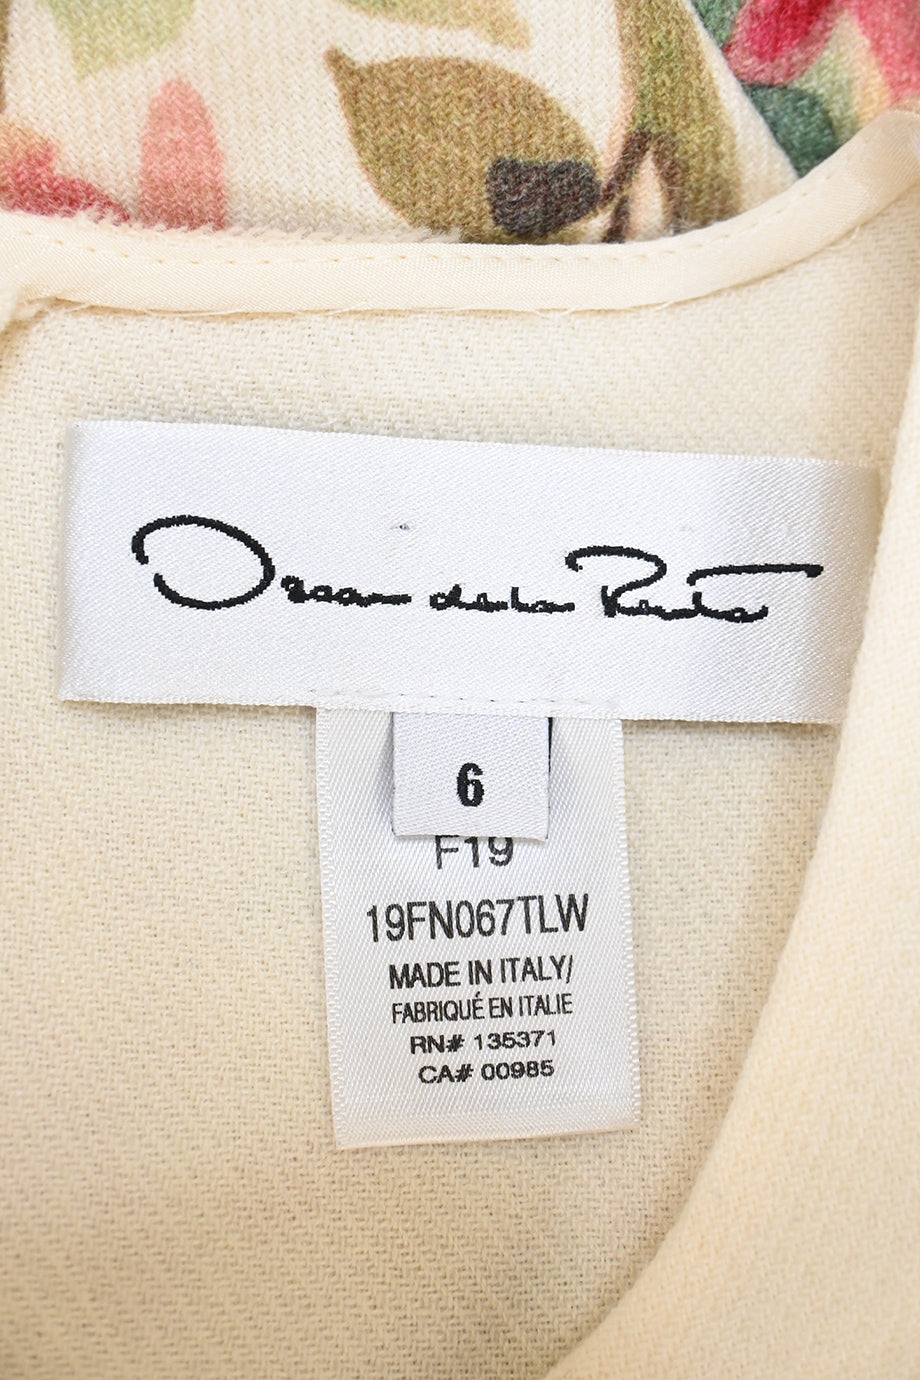 Oscar de la Renta
6
F19
19FN067TLW
MADE IN ITALY/
FABRIQUÉ EN ITALIE
RN# 135371
CA# 00985